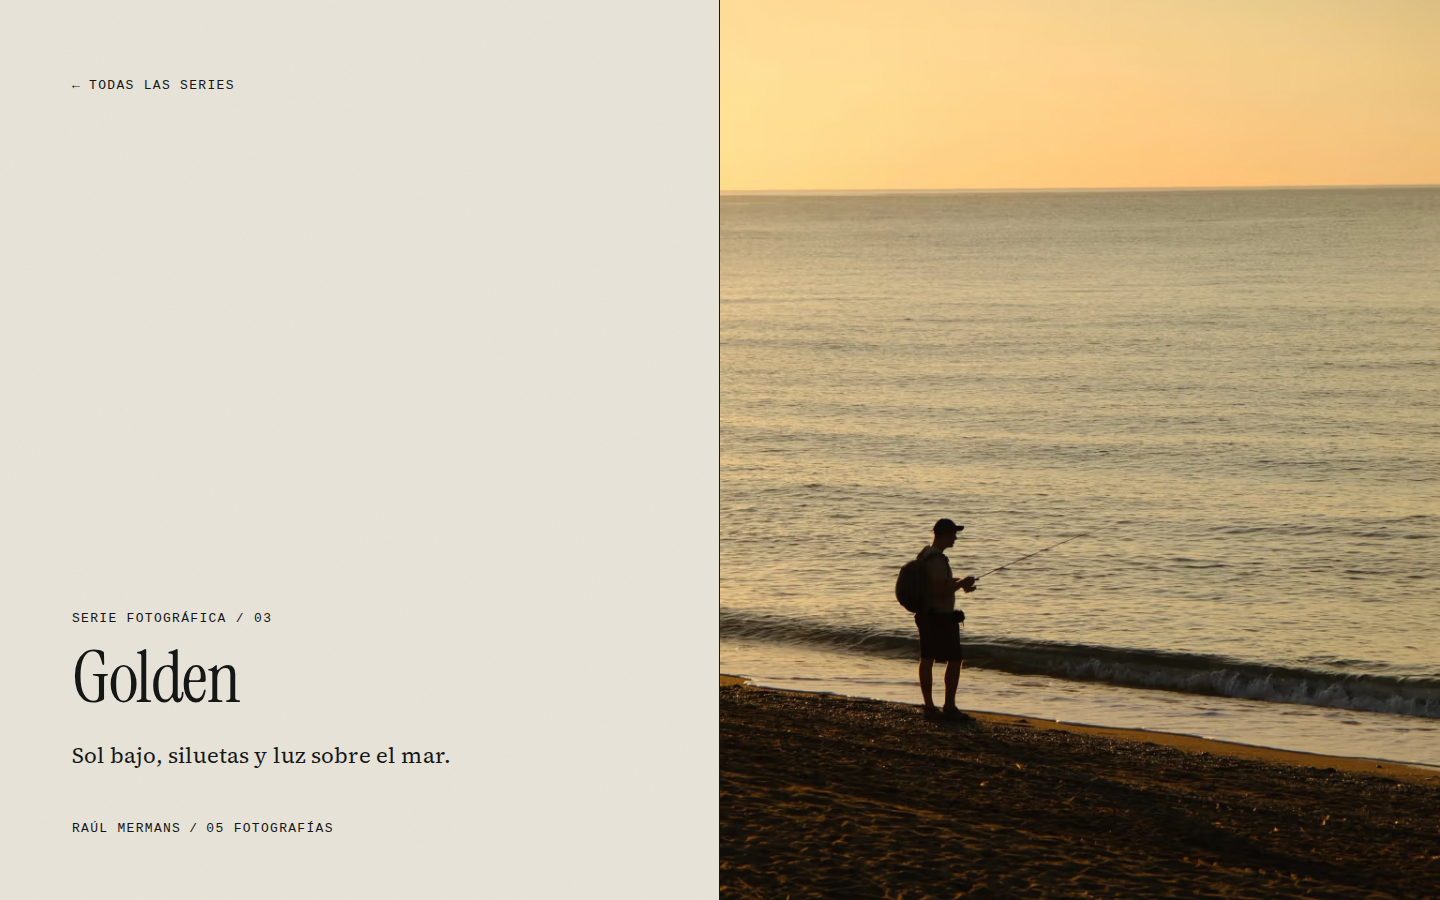 ← TODAS LAS SERIES
SERIE FOTOGRÁFICA / 03
Golden
Sol bajo, siluetas y luz sobre el mar.
RAÚL MERMANS / 05 FOTOGRAFÍAS